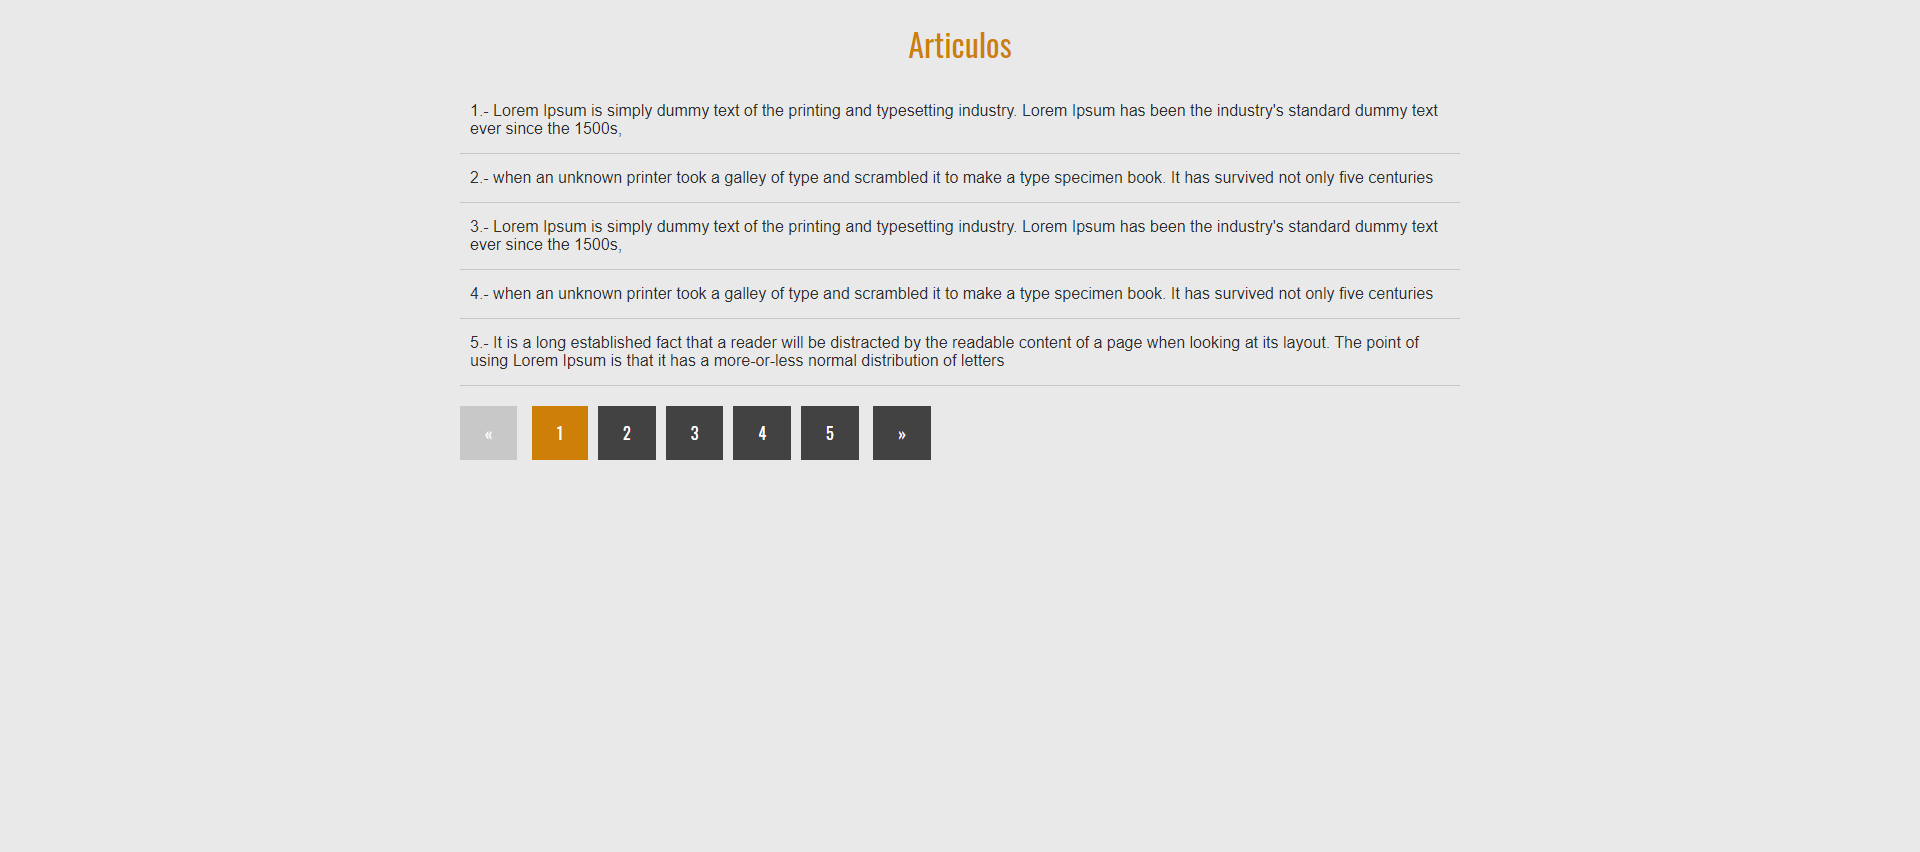 Articulos
1.- Lorem Ipsum is simply dummy text of the printing and typesetting industry. Lorem Ipsum has been the industry's standard dummy text
ever since the 1500s,
2.- when an unknown printer took a galley of type and scrambled it to make a type specimen book. It has survived not only five centuries
3.- Lorem Ipsum is simply dummy text of the printing and typesetting industry. Lorem Ipsum has been the industry's standard dummy text
ever since the 1500s,
4.- when an unknown printer took a galley of type and scrambled it to make a type specimen book. It has survived not only five centuries
5.- It is a long established fact that a reader will be distracted by the readable content of a page when looking at its layout. The point of
using Lorem Ipsum is that it has a more-or-less normal distribution of letters
« 1 2 3 4 5 »